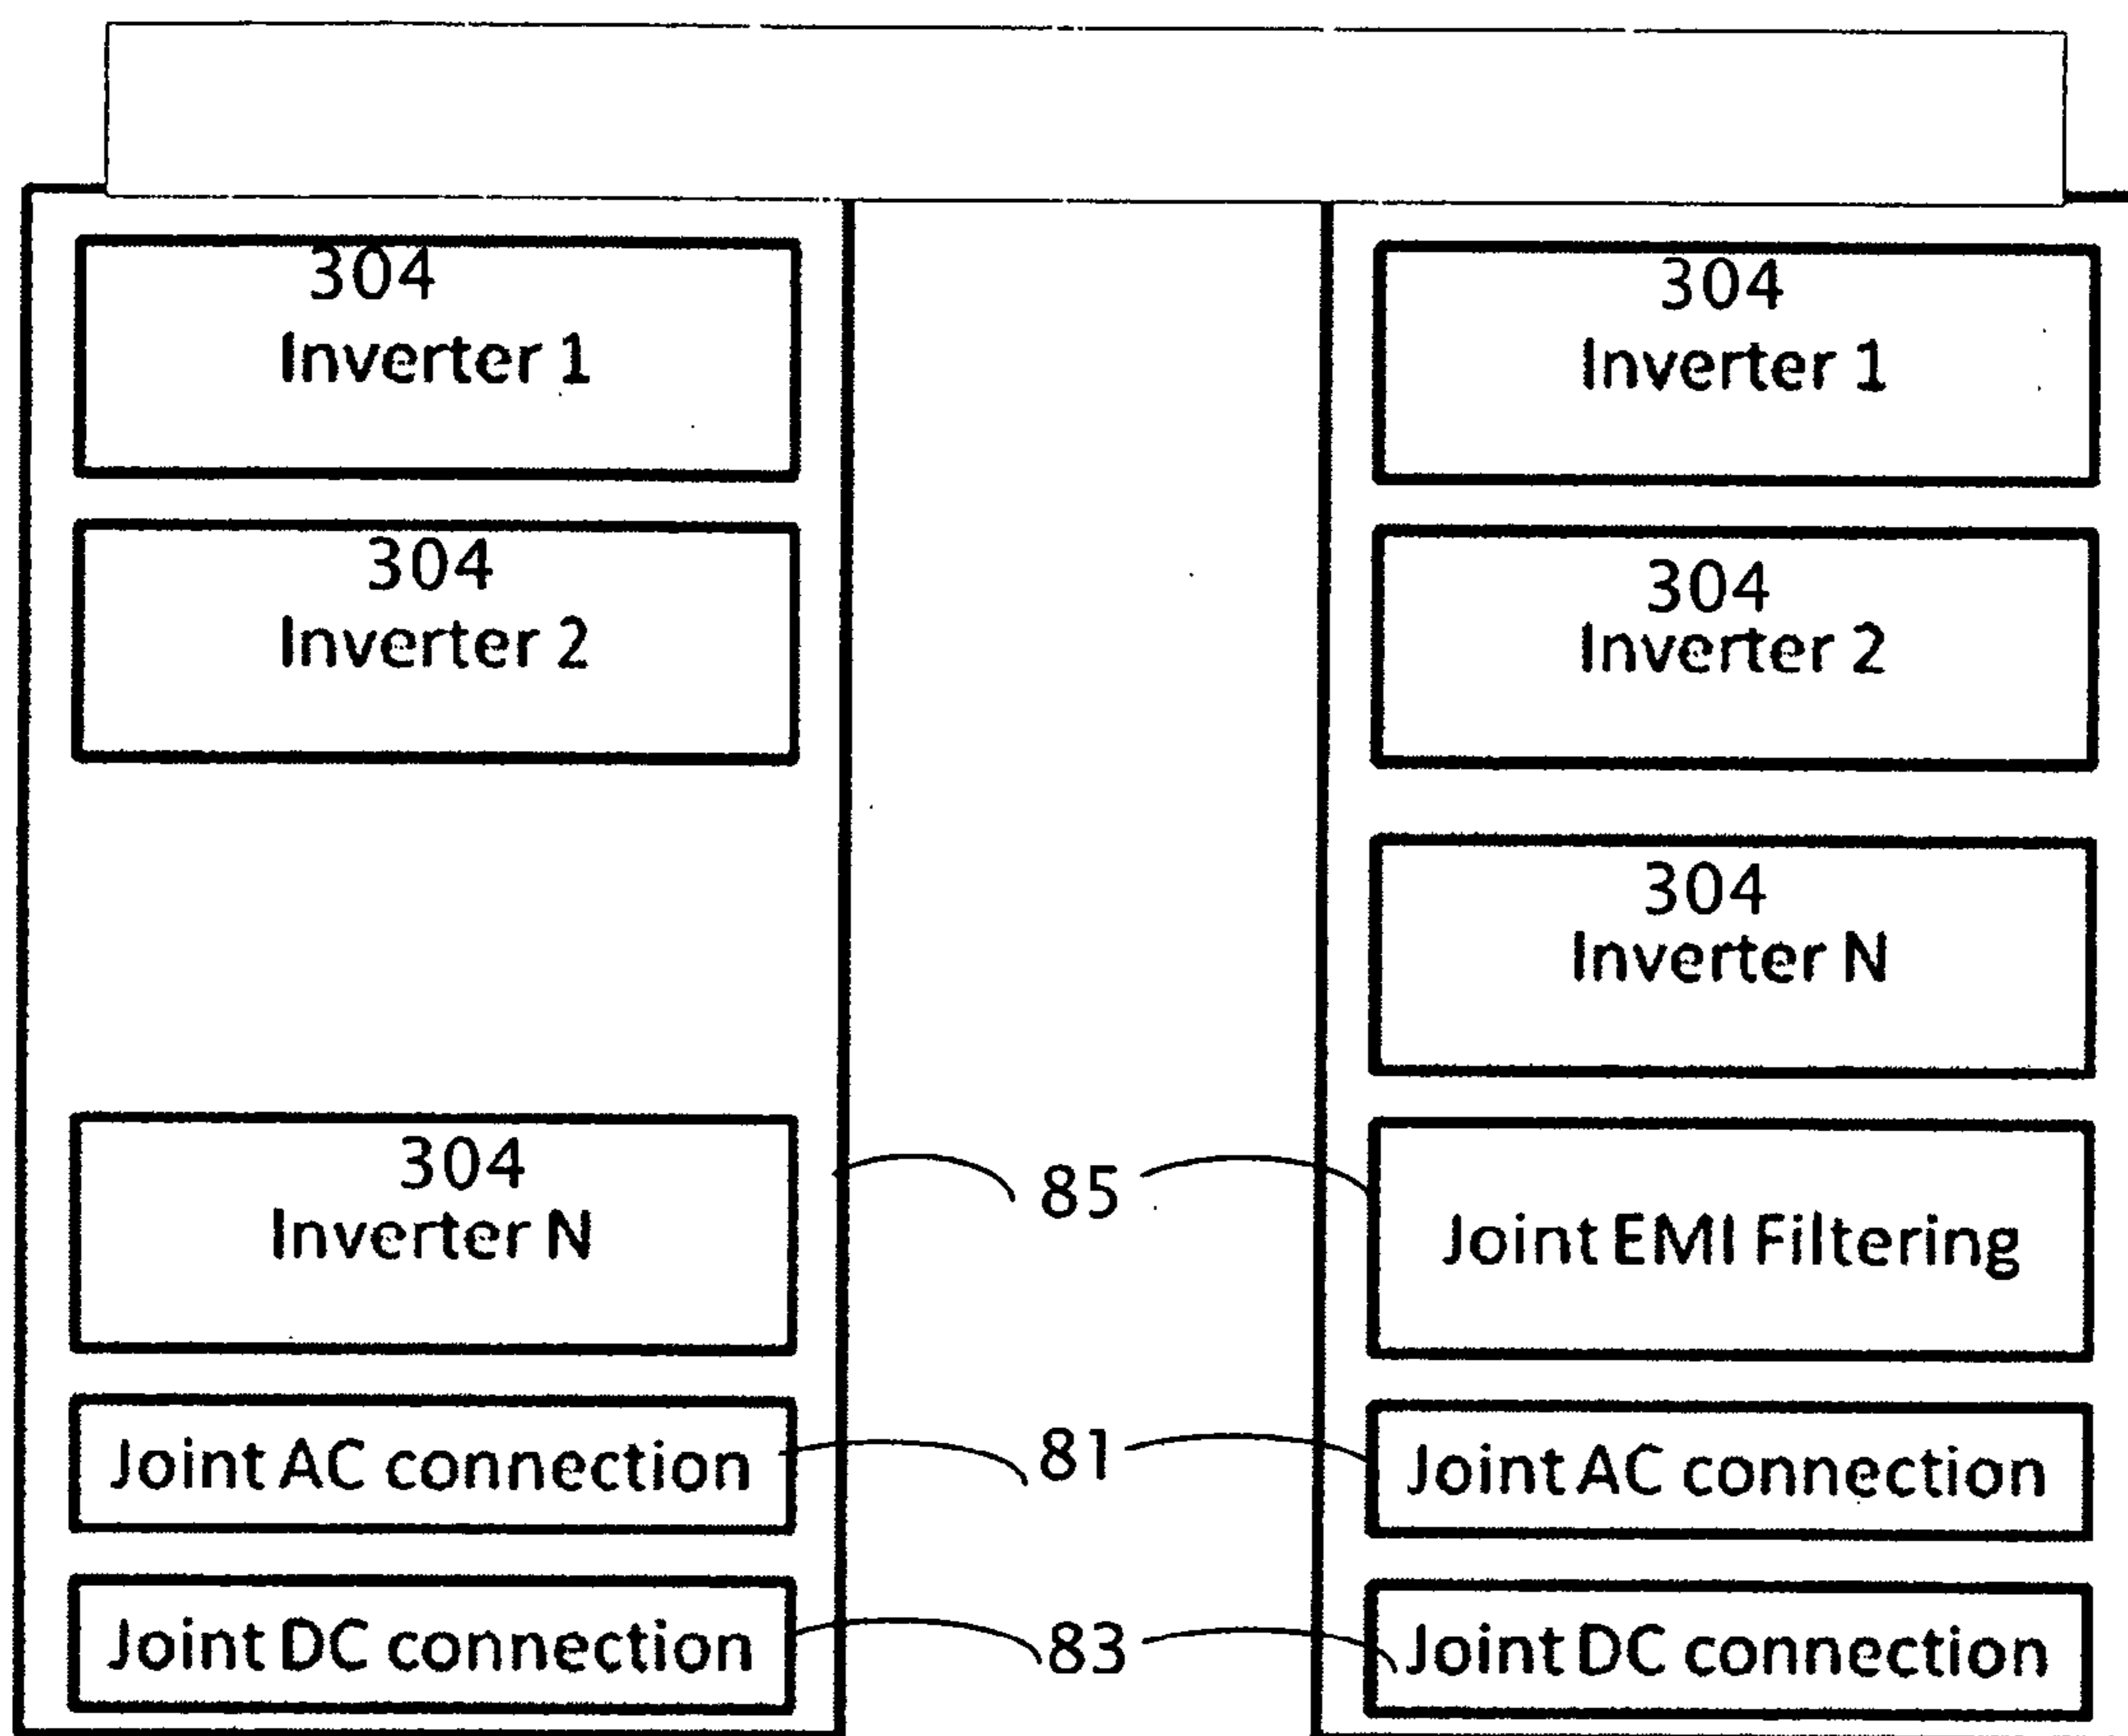 304
Inverter 1
304
Inverter 2
304
Inverter N
Joint AC connection
Joint DC connection
85
81
83
304
Inverter 1
304
Inverter 2
304
Inverter N
Joint EMI Filtering
Joint AC connection
Joint DC connection